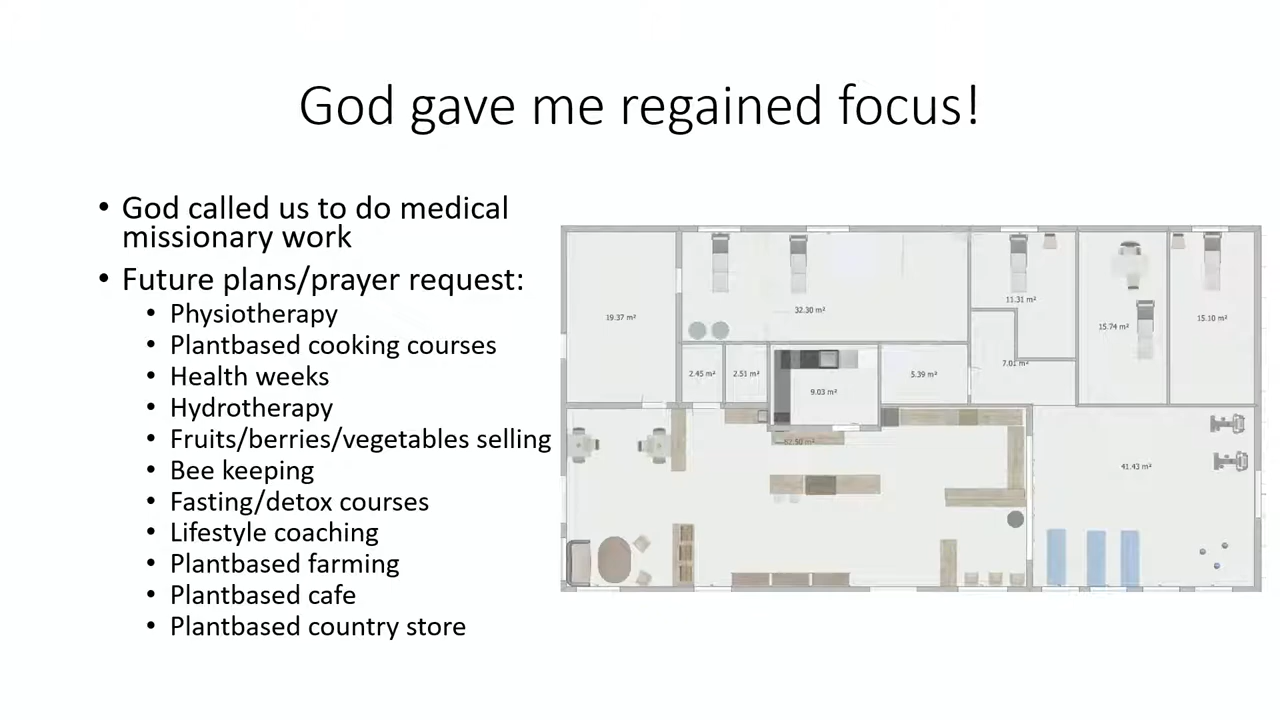 God gave me regained focus!
• God called us to do medical
missionary work
• Future plans/prayer request:
• Physiotherapy
• Plantbased cooking courses
• Health weeks
• Hydrotherapy
• Fruits/berries/vegetables selling
• Bee keeping
• Fasting/detox courses
• Lifestyle coaching
• Plantbased farming
• Plantbased cafe
• Plantbased country store
19.37 m²
32.30 m²
11.31 m²
15.74 m²
15.10 m²
2.45 m²
2.51 m²
9.03 m²
5.39 m²
7.01 m²
82.50 m²
41.43 m²